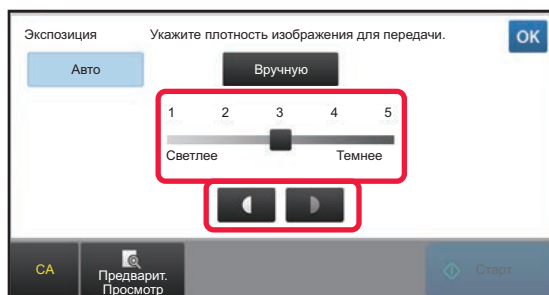 Экспозиция Укажите плотность изображения для передачи. OK
Авто Вручную
1 2 3 4 5
Светлее Темнее
CA Предварит. Просмотр Старт